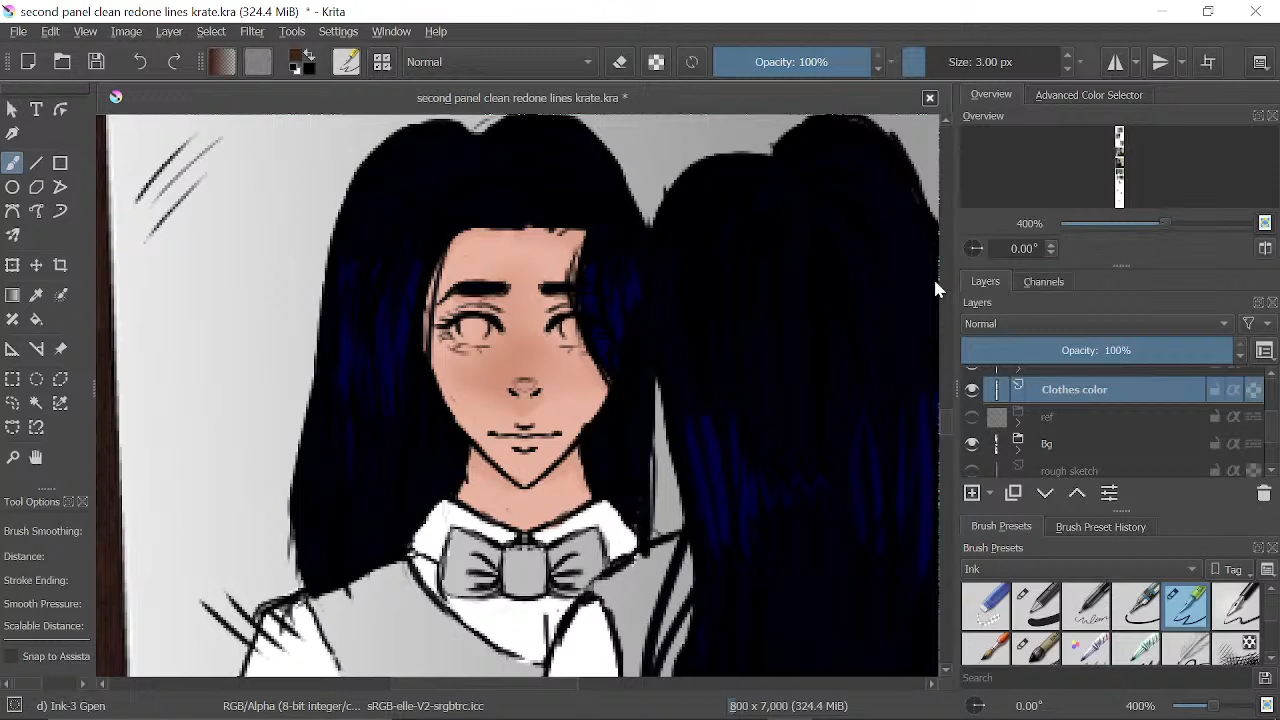 second panel clean redone lines krate.kra (324.4 MiB) * - Krita
File Edit View Image Layer Select Filter Tools Settings Window Help
Normal Opacity: 100% Size: 3.00 px
second panel clean redone lines krate.kra *
Overview Advanced Color Selector
Overview
400%
0.00°
Layers Channels
Layers
Normal
Opacity: 100%
Clothes color
ref
Bg
rough sketch
Tool Options
Brush Smoothing:
Distance:
Stroke Ending:
Smooth Pressure:
Scalable Distance:
Snap to Assista
Brush Presets Brush Preset History
Brush Presets
Ink Tag
Search
d) Ink-3 Gpen RGB/Alpha (8-bit integer/c... sRGB-elle-V2-srgbtrc.icc 800 x 7,000 (324.4 MiB) 0.00° 400%